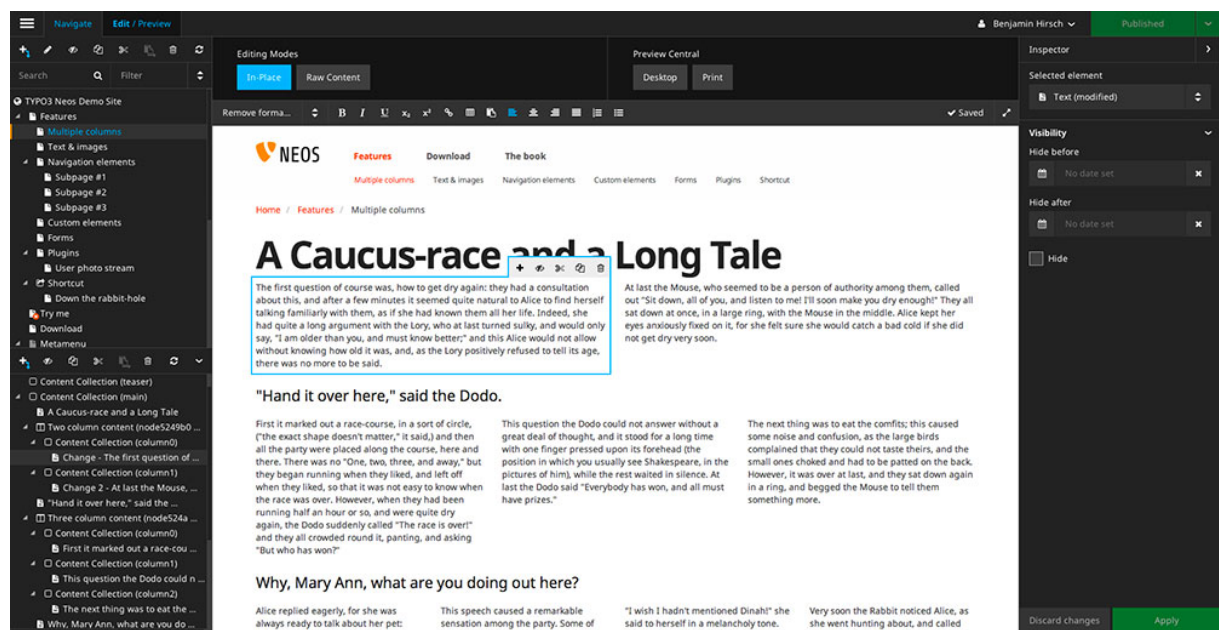 Navigate
Edit / Preview
Benjamin Hirsch
Published
Search
Filter
TYPO3 Neos Demo Site
Features
Multiple columns
Text & images
Navigation elements
Subpage #1
Subpage #2
Subpage #3
Custom elements
Forms
Plugins
User photo stream
Shortcut
Down the rabbit-hole
Try me
Download
Metamenu
Content Collection (teaser)
Content Collection (main)
A Caucus-race and a Long Tale
Two column content (node5249b0 ...
Content Collection (column0)
Change - The first question of ...
Content Collection (column1)
Change 2 - At last the Mouse, ...
"Hand it over here," said the ...
Three column content (node524a ...
Content Collection (column0)
First it marked out a race-cou ...
Content Collection (column1)
This question the Dodo could n ...
Content Collection (column2)
The next thing was to eat the ...
Why, Mary Ann, what are you do ...
Editing Modes
In-Place
Raw Content
Preview Central
Desktop
Print
Remove forma...
B I U x₂ x²
Saved
NEOS
Features
Download
The book
Multiple columns
Text & images
Navigation elements
Custom elements
Forms
Plugins
Shortcut
Home / Features / Multiple columns
A Caucus-race and a Long Tale
The first question of course was, how to get dry again: they had a consultation
about this, and after a few minutes it seemed quite natural to Alice to find herself
talking familiarly with them, as if she had known them all her life. Indeed, she
had quite a long argument with the Lory, who at last turned sulky, and would only
say, "I am older than you, and must know better;" and this Alice would not allow
without knowing how old it was, and, as the Lory positively refused to tell its age,
there was no more to be said.
At last the Mouse, who seemed to be a person of authority among them, called
out "Sit down, all of you, and listen to me! I'll soon make you dry enough!" They all
sat down at once, in a large ring, with the Mouse in the middle. Alice kept her
eyes anxiously fixed on it, for she felt sure she would catch a bad cold if she did
not get dry very soon.
"Hand it over here," said the Dodo.
First it marked out a race-course, in a sort of circle,
("the exact shape doesn't matter," it said,) and then
all the party were placed along the course, here and
there. There was no "One, two, three, and away," but
they began running when they liked, and left off
when they liked, so that it was not easy to know when
the race was over. However, when they had been
running half an hour or so, and were quite dry
again, the Dodo suddenly called "The race is over!"
and they all crowded round it, panting, and asking
"But who has won?"
This question the Dodo could not answer without a
great deal of thought, and it stood for a long time
with one finger pressed upon its forehead (the
position in which you usually see Shakespeare, in the
pictures of him), while the rest waited in silence. At
last the Dodo said "Everybody has won, and all must
have prizes."
The next thing was to eat the comfits; this caused
some noise and confusion, as the large birds
complained that they could not taste theirs, and the
small ones choked and had to be patted on the back.
However, it was over at last, and they sat down again
in a ring, and begged the Mouse to tell them
something more.
Why, Mary Ann, what are you doing out here?
Alice replied eagerly, for she was
always ready to talk about her pet:
This speech caused a remarkable
sensation among the party. Some of
"I wish I hadn't mentioned Dinah!" she
said to herself in a melancholy tone.
Very soon the Rabbit noticed Alice, as
she went hunting about, and called
Inspector
Selected element
Text (modified)
Visibility
Hide before
No date set
Hide after
No date set
Hide
Discard changes
Apply